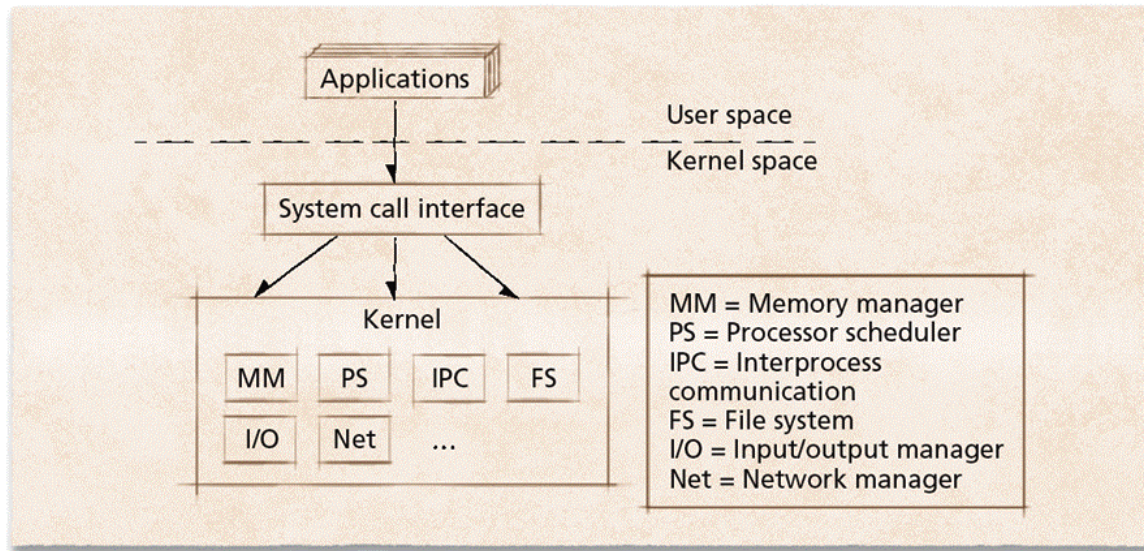 Applications
User space
Kernel space
System call interface
Kernel
MM PS IPC FS
I/O Net ...
MM = Memory manager
PS = Processor scheduler
IPC = Interprocess
communication
FS = File system
I/O = Input/output manager
Net = Network manager